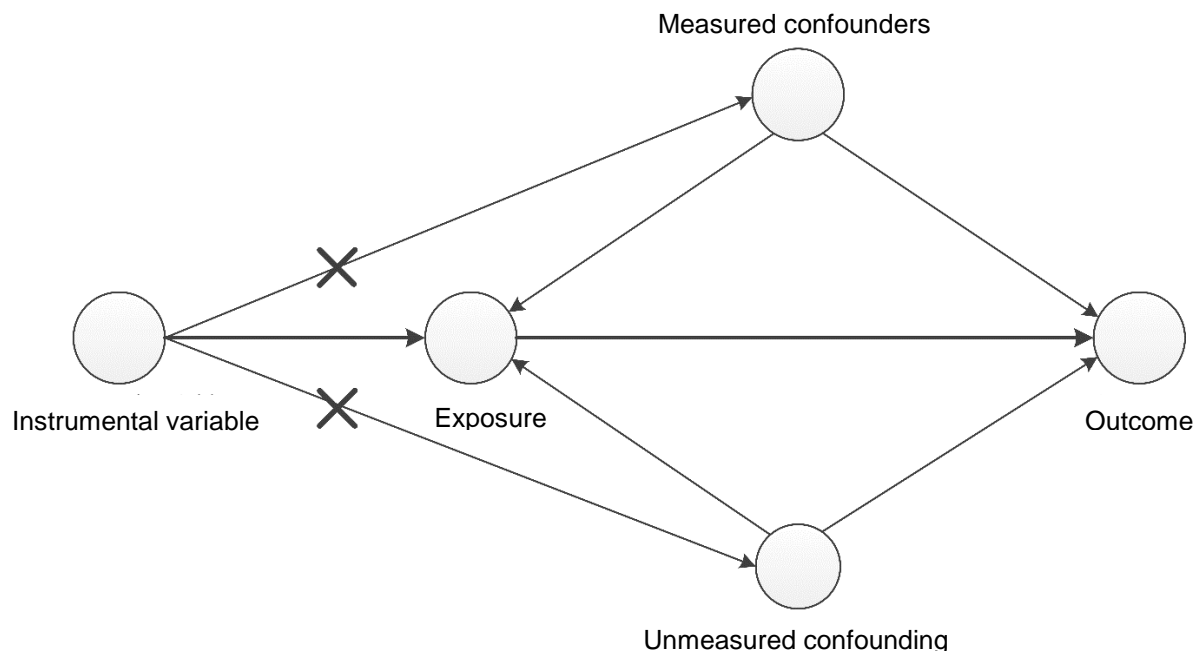 Measured confounders
Instrumental variable
Exposure
Outcome
Unmeasured confounding